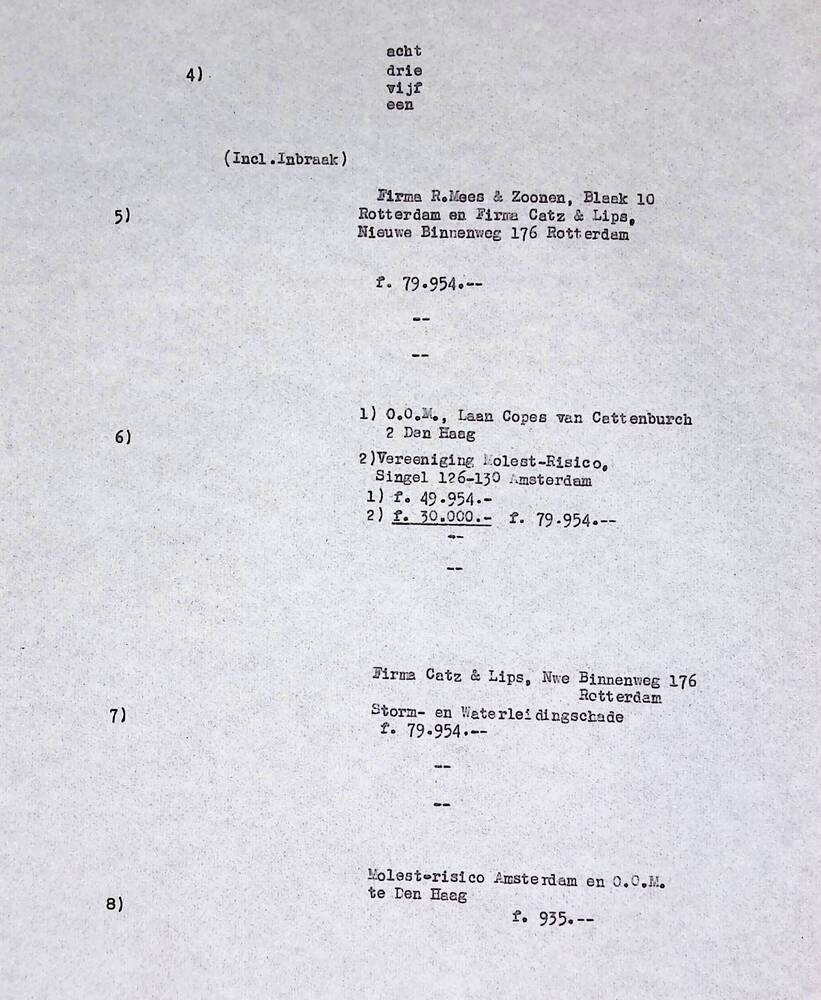 acht
4) drie
vijf
een
(Incl.Inbraak)
Firma R.Mees & Zoonen, Blaak 10
5) Rotterdam en Firma Catz & Lips,
Nieuwe Binnenweg 176 Rotterdam
f. 79.954.--
--
--
1) O.O.M., Laan Copes van Cattenburch
6) 2 Den Haag
2)Vereeniging Molest-Risico,
Singel 126-130 Amsterdam
1) f. 49.954.-
2) f. 30.000.- f. 79.954.--
--
--
Firma Catz & Lips, Nwe Binnenweg 176
Rotterdam
7) Storm- en Waterleidingschade
f. 79.954.--
--
--
Molest-risico Amsterdam en O.O.M.
8) te Den Haag
f. 935.--